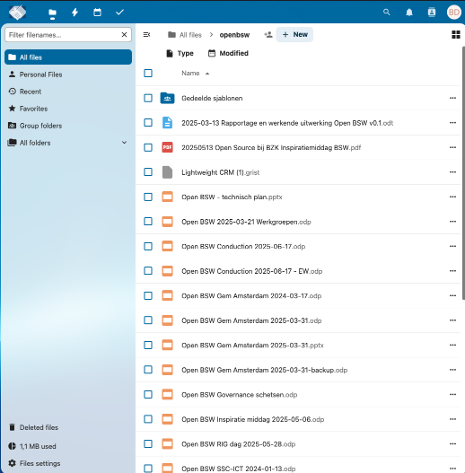 BD
Filter filenames...
All files
openbsw
New
All files
Personal Files
Recent
Favorites
Group folders
All folders
Type
Modified
Name
Gedeelde sjablonen
2025-03-13 Rapportage en werkende uitwerking Open BSW v0.1.odt
PDF
20250513 Open Source bij BZK Inspiratiemiddag BSW.pdf
Lightweight CRM (1).grist
Open BSW - technisch plan.pptx
Open BSW 2025-03-21 Werkgroepen.odp
Open BSW Conduction 2025-06-17.odp
Open BSW Conduction 2025-06-17 - EW.odp
Open BSW Gem Amsterdam 2024-03-17.odp
Open BSW Gem Amsterdam 2025-03-31.odp
Open BSW Gem Amsterdam 2025-03-31.pptx
Open BSW Gem Amsterdam 2025-03-31-backup.odp
Open BSW Governance schetsen.odp
Open BSW Inspiratie middag 2025-05-06.odp
Open BSW RIG dag 2025-05-28.odp
Open BSW SSC-ICT 2024-01-13.odp
Deleted files
1,1 MB used
Files settings